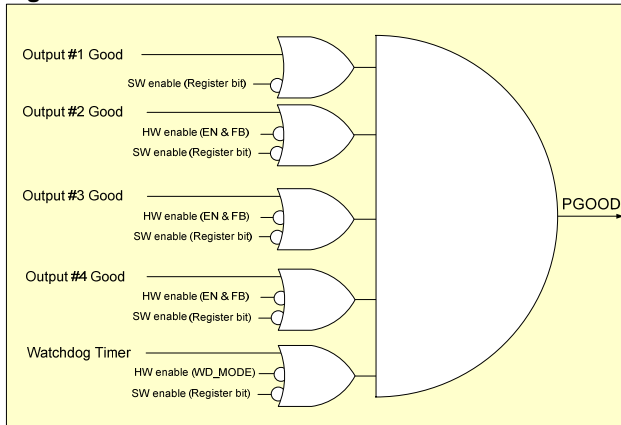 Output #1 Good
SW enable (Register bit)
Output #2 Good
HW enable (EN & FB)
SW enable (Register bit)
PGOOD
Output #3 Good
HW enable (EN & FB)
SW enable (Register bit)
Output #4 Good
HW enable (EN & FB)
SW enable (Register bit)
Watchdog Timer
HW enable (WD_MODE)
SW enable (Register bit)